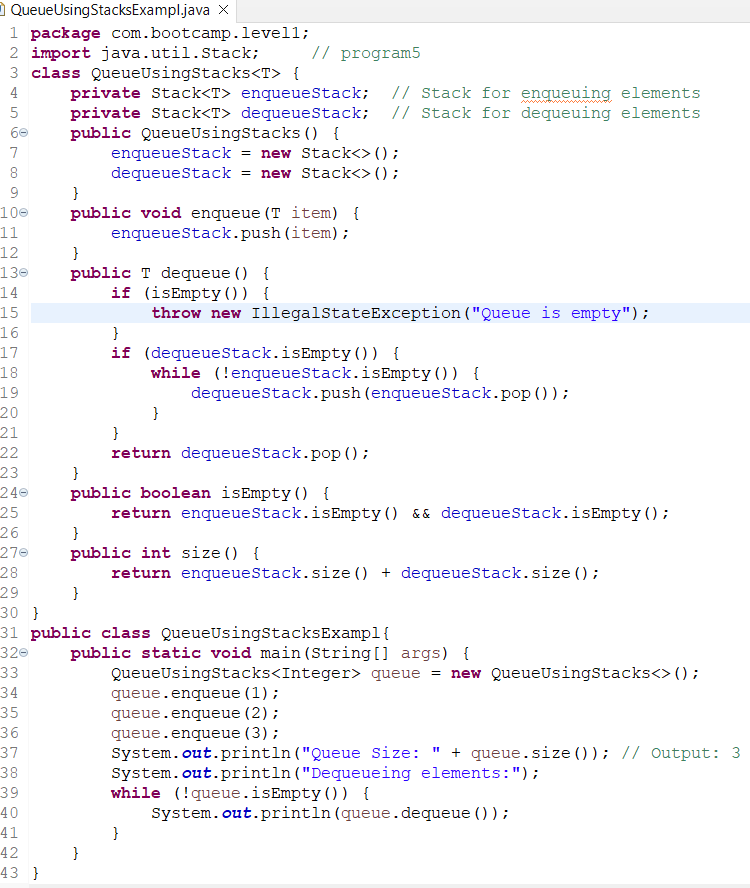 QueueUsingStacksExampl.java
1 package com.bootcamp.level1;
2 import java.util.Stack;     // program5
3 class QueueUsingStacks<T> {
4     private Stack<T> enqueueStack;  // Stack for enqueuing elements
5     private Stack<T> dequeueStack;  // Stack for dequeuing elements
6     public QueueUsingStacks() {
7         enqueueStack = new Stack<>();
8         dequeueStack = new Stack<>();
9     }
10     public void enqueue(T item) {
11         enqueueStack.push(item);
12     }
13     public T dequeue() {
14         if (isEmpty()) {
15             throw new IllegalStateException("Queue is empty");
16         }
17         if (dequeueStack.isEmpty()) {
18             while (!enqueueStack.isEmpty()) {
19                 dequeueStack.push(enqueueStack.pop());
20             }
21         }
22         return dequeueStack.pop();
23     }
24     public boolean isEmpty() {
25         return enqueueStack.isEmpty() && dequeueStack.isEmpty();
26     }
27     public int size() {
28         return enqueueStack.size() + dequeueStack.size();
29     }
30 }
31 public class QueueUsingStacksExampl{
32     public static void main(String[] args) {
33         QueueUsingStacks<Integer> queue = new QueueUsingStacks<>();
34         queue.enqueue(1);
35         queue.enqueue(2);
36         queue.enqueue(3);
37         System.out.println("Queue Size: " + queue.size()); // Output: 3
38         System.out.println("Dequeueing elements:");
39         while (!queue.isEmpty()) {
40             System.out.println(queue.dequeue());
41         }
42     }
43 }